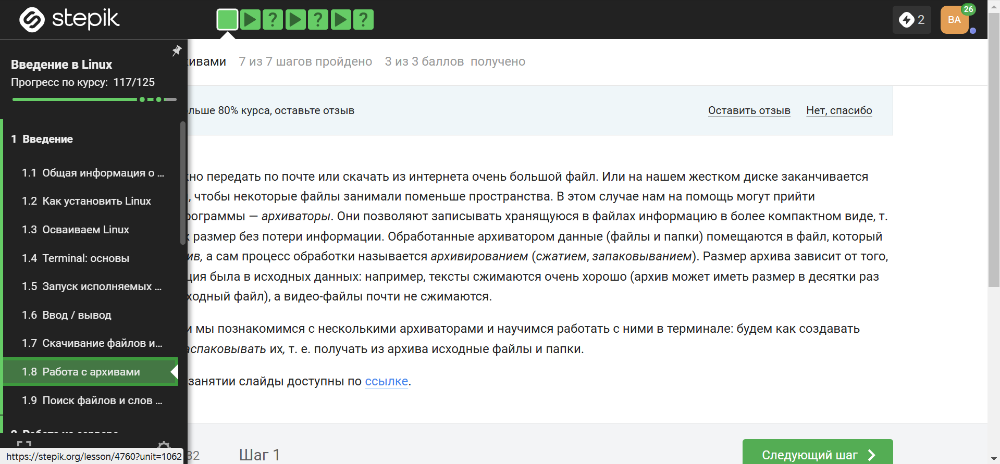 stepik
? ? ?
2
ВА
26
Введение в Linux
Прогресс по курсу: 117/125
1 Введение
1.1 Общая информация о ...
1.2 Как установить Linux
1.3 Осваиваем Linux
1.4 Terminal: основы
1.5 Запуск исполняемых ...
1.6 Ввод / вывод
1.7 Скачивание файлов и...
1.8 Работа с архивами
1.9 Поиск файлов и слов ...
https://stepik.org/lesson/4760?unit=1062
хивами 7 из 7 шагов пройдено 3 из 3 баллов получено
ольше 80% курса, оставьте отзыв
Оставить отзыв Нет, спасибо
жно передать по почте или скачать из интернета очень большой файл. Или на нашем жестком диске заканчивается
, чтобы некоторые файлы занимали поменьше пространства. В этом случае нам на помощь могут прийти
рограммы — архиваторы. Они позволяют записывать хранящуюся в файлах информацию в более компактном виде, т.
х размер без потери информации. Обработанные архиватором данные (файлы и папки) помещаются в файл, который
ив, а сам процесс обработки называется архивированием (сжатием, запаковыванием). Размер архива зависит от того,
ция была в исходных данных: например, тексты сжимаются очень хорошо (архив может иметь размер в десятки раз
ходный файл), а видео-файлы почти не сжимаются.
и мы познакомимся с несколькими архиваторами и научимся работать с ними в терминале: будем как создавать
аспаковывать их, т. е. получать из архива исходные файлы и папки.
занятии слайды доступны по ссылке.
32
Шаг 1
Следующий шаг